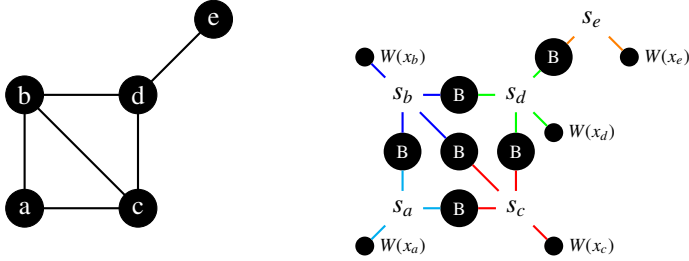 e
b d
a c
s_e
W(x_b) B W(x_e)
s_b B s_d
W(x_d)
B B B
s_a B s_c
W(x_a) W(x_c)